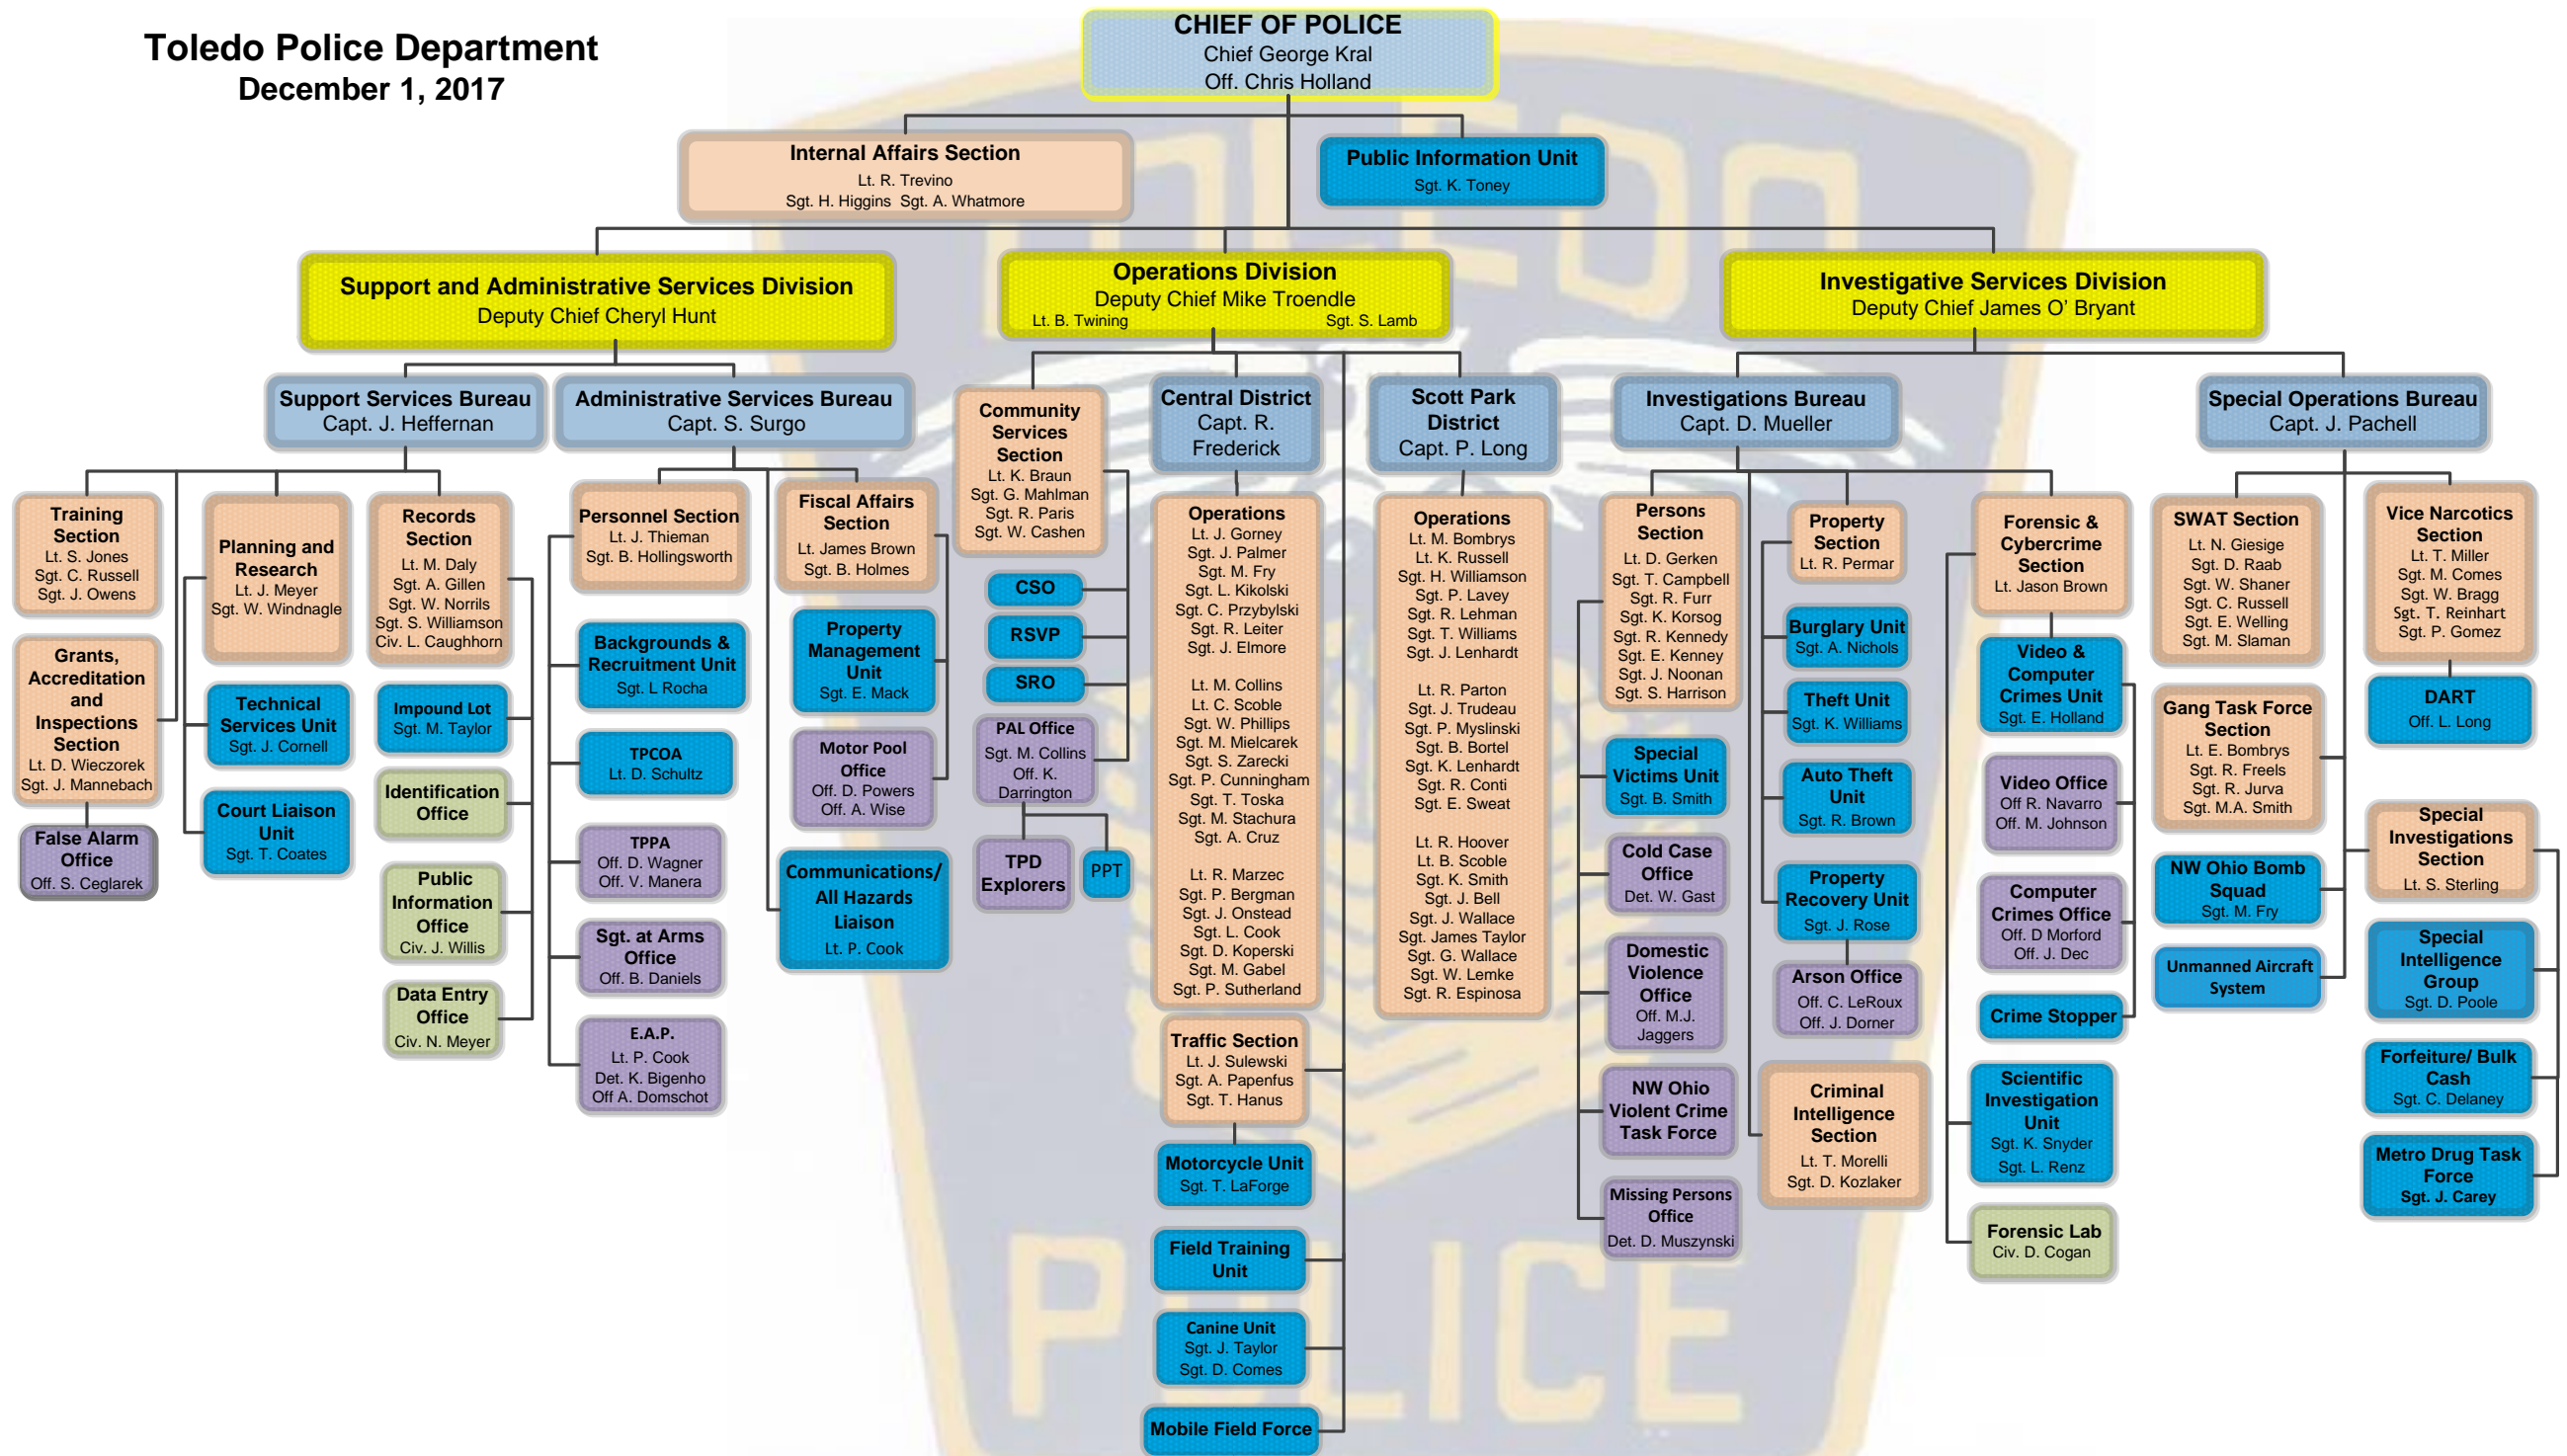 Toledo Police Department
December 1, 2017
CHIEF OF POLICE
Chief George Kral
Off. Chris Holland
Internal Affairs Section
Lt. R. Trevino
Sgt. H. Higgins Sgt. A. Whatmore
Public Information Unit
Sgt. K. Toney
Support and Administrative Services Division
Deputy Chief Cheryl Hunt
Operations Division
Deputy Chief Mike Troendle
Lt. B. Twining Sgt. S. Lamb
Investigative Services Division
Deputy Chief James O' Bryant
Support Services Bureau
Capt. J. Heffernan
Administrative Services Bureau
Capt. S. Surgo
Community
Services
Section
Lt. K. Braun
Sgt. G. Mahlman
Sgt. R. Paris
Sgt. W. Cashen
Central District
Capt. R.
Frederick
Scott Park
District
Capt. P. Long
Investigations Bureau
Capt. D. Mueller
Special Operations Bureau
Capt. J. Pachell
Training
Section
Lt. S. Jones
Sgt. C. Russell
Sgt. J. Owens
Grants,
Accreditation
and
Inspections
Section
Lt. D. Wieczorek
Sgt. J. Mannebach
False Alarm
Office
Off. S. Ceglarek
Planning and
Research
Lt. J. Meyer
Sgt. W. Windnagle
Technical
Services Unit
Sgt. J. Cornell
Court Liaison
Unit
Sgt. T. Coates
Records
Section
Lt. M. Daly
Sgt. A. Gillen
Sgt. W. Norrils
Sgt. S. Williamson
Civ. L. Caughhorn
Impound Lot
Sgt. M. Taylor
Identification
Office
Public
Information
Office
Civ. J. Willis
Data Entry
Office
Civ. N. Meyer
Personnel Section
Lt. J. Thieman
Sgt. B. Hollingsworth
Backgrounds &
Recruitment Unit
Sgt. L Rocha
TPCOA
Lt. D. Schultz
TPPA
Off. D. Wagner
Off. V. Manera
Sgt. at Arms
Office
Off. B. Daniels
E.A.P.
Lt. P. Cook
Det. K. Bigenho
Off A. Domschot
Fiscal Affairs
Section
Lt. James Brown
Sgt. B. Holmes
Property
Management
Unit
Sgt. E. Mack
Motor Pool
Office
Off. D. Powers
Off. A. Wise
Communications/
All Hazards
Liaison
Lt. P. Cook
CSO
RSVP
SRO
PAL Office
Sgt. M. Collins
Off. K.
Darrington
TPD
Explorers
PPT
Operations
Lt. J. Gorney
Sgt. J. Palmer
Sgt. M. Fry
Sgt. L. Kikolski
Sgt. C. Przybylski
Sgt. R. Leiter
Sgt. J. Elmore
Lt. M. Collins
Lt. C. Scoble
Sgt. W. Phillips
Sgt. M. Mielcarek
Sgt. S. Zarecki
Sgt. P. Cunningham
Sgt. T. Toska
Sgt. M. Stachura
Sgt. A. Cruz
Lt. R. Marzec
Sgt. P. Bergman
Sgt. J. Onstead
Sgt. L. Cook
Sgt. D. Koperski
Sgt. M. Gabel
Sgt. P. Sutherland
Traffic Section
Lt. J. Sulewski
Sgt. A. Papenfus
Sgt. T. Hanus
Motorcycle Unit
Sgt. T. LaForge
Field Training
Unit
Canine Unit
Sgt. J. Taylor
Sgt. D. Comes
Mobile Field Force
Operations
Lt. M. Bombrys
Lt. K. Russell
Sgt. H. Williamson
Sgt. P. Lavey
Sgt. R. Lehman
Sgt. T. Williams
Sgt. J. Lenhardt
Lt. R. Parton
Sgt. J. Trudeau
Sgt. P. Myslinski
Sgt. B. Bortel
Sgt. K. Lenhardt
Sgt. R. Conti
Sgt. E. Sweat
Lt. R. Hoover
Lt. B. Scoble
Sgt. K. Smith
Sgt. J. Bell
Sgt. J. Wallace
Sgt. James Taylor
Sgt. G. Wallace
Sgt. W. Lemke
Sgt. R. Espinosa
Persons
Section
Lt. D. Gerken
Sgt. T. Campbell
Sgt. R. Furr
Sgt. K. Korsog
Sgt. R. Kennedy
Sgt. E. Kenney
Sgt. J. Noonan
Sgt. S. Harrison
Special
Victims Unit
Sgt. B. Smith
Cold Case
Office
Det. W. Gast
Domestic
Violence
Office
Off. M.J.
Jaggers
NW Ohio
Violent Crime
Task Force
Missing Persons
Office
Det. D. Muszynski
Property
Section
Lt. R. Permar
Burglary Unit
Sgt. A. Nichols
Theft Unit
Sgt. K. Williams
Auto Theft
Unit
Sgt. R. Brown
Property
Recovery Unit
Sgt. J. Rose
Arson Office
Off. C. LeRoux
Off. J. Dorner
Criminal
Intelligence
Section
Lt. T. Morelli
Sgt. D. Kozlaker
Forensic &
Cybercrime
Section
Lt. Jason Brown
Video &
Computer
Crimes Unit
Sgt. E. Holland
Video Office
Off R. Navarro
Off. M. Johnson
Computer
Crimes Office
Off. D Morford
Off. J. Dec
Crime Stopper
Scientific
Investigation
Unit
Sgt. K. Snyder
Sgt. L. Renz
Forensic Lab
Civ. D. Cogan
SWAT Section
Lt. N. Giesige
Sgt. D. Raab
Sgt. W. Shaner
Sgt. C. Russell
Sgt. E. Welling
Sgt. M. Slaman
Gang Task Force
Section
Lt. E. Bombrys
Sgt. R. Freels
Sgt. R. Jurva
Sgt. M.A. Smith
NW Ohio Bomb
Squad
Sgt. M. Fry
Unmanned Aircraft
System
Vice Narcotics
Section
Lt. T. Miller
Sgt. M. Comes
Sgt. W. Bragg
Sgt. T. Reinhart
Sgt. P. Gomez
DART
Off. L. Long
Special
Investigations
Section
Lt. S. Sterling
Special
Intelligence
Group
Sgt. D. Poole
Forfeiture/ Bulk
Cash
Sgt. C. Delaney
Metro Drug Task
Force
Sgt. J. Carey
TOLEDO
POLICE